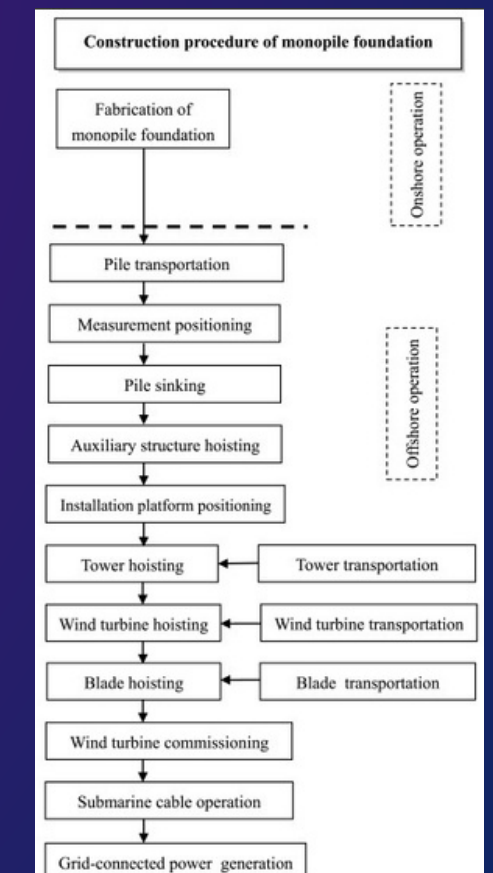 Construction procedure of monopile foundation
Fabrication of
monopile foundation
Onshore operation
Pile transportation
Measurement positioning
Pile sinking
Offshore operation
Auxiliary structure hoisting
Installation platform positioning
Tower hoisting
Tower transportation
Wind turbine hoisting
Wind turbine transportation
Blade hoisting
Blade transportation
Wind turbine commissioning
Submarine cable operation
Grid-connected power generation